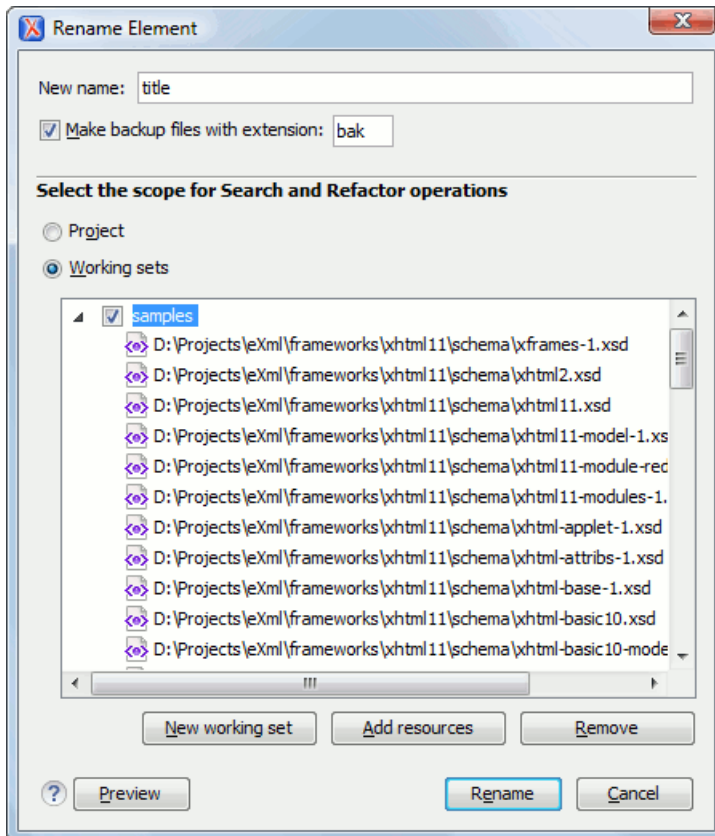 Rename Element
New name: title
Make backup files with extension: bak
Select the scope for Search and Refactor operations
Project
Working sets
samples
D:\Projects\eXml\frameworks\xhtml11\schema\xframes-1.xsd
D:\Projects\eXml\frameworks\xhtml11\schema\xhtml2.xsd
D:\Projects\eXml\frameworks\xhtml11\schema\xhtml11.xsd
D:\Projects\eXml\frameworks\xhtml11\schema\xhtml11-model-1.xs
D:\Projects\eXml\frameworks\xhtml11\schema\xhtml11-module-red
D:\Projects\eXml\frameworks\xhtml11\schema\xhtml11-modules-1.
D:\Projects\eXml\frameworks\xhtml11\schema\xhtml-applet-1.xsd
D:\Projects\eXml\frameworks\xhtml11\schema\xhtml-attribs-1.xsd
D:\Projects\eXml\frameworks\xhtml11\schema\xhtml-base-1.xsd
D:\Projects\eXml\frameworks\xhtml11\schema\xhtml-basic10.xsd
D:\Projects\eXml\frameworks\xhtml11\schema\xhtml-basic10-mode
New working set Add resources Remove
? Preview Rename Cancel